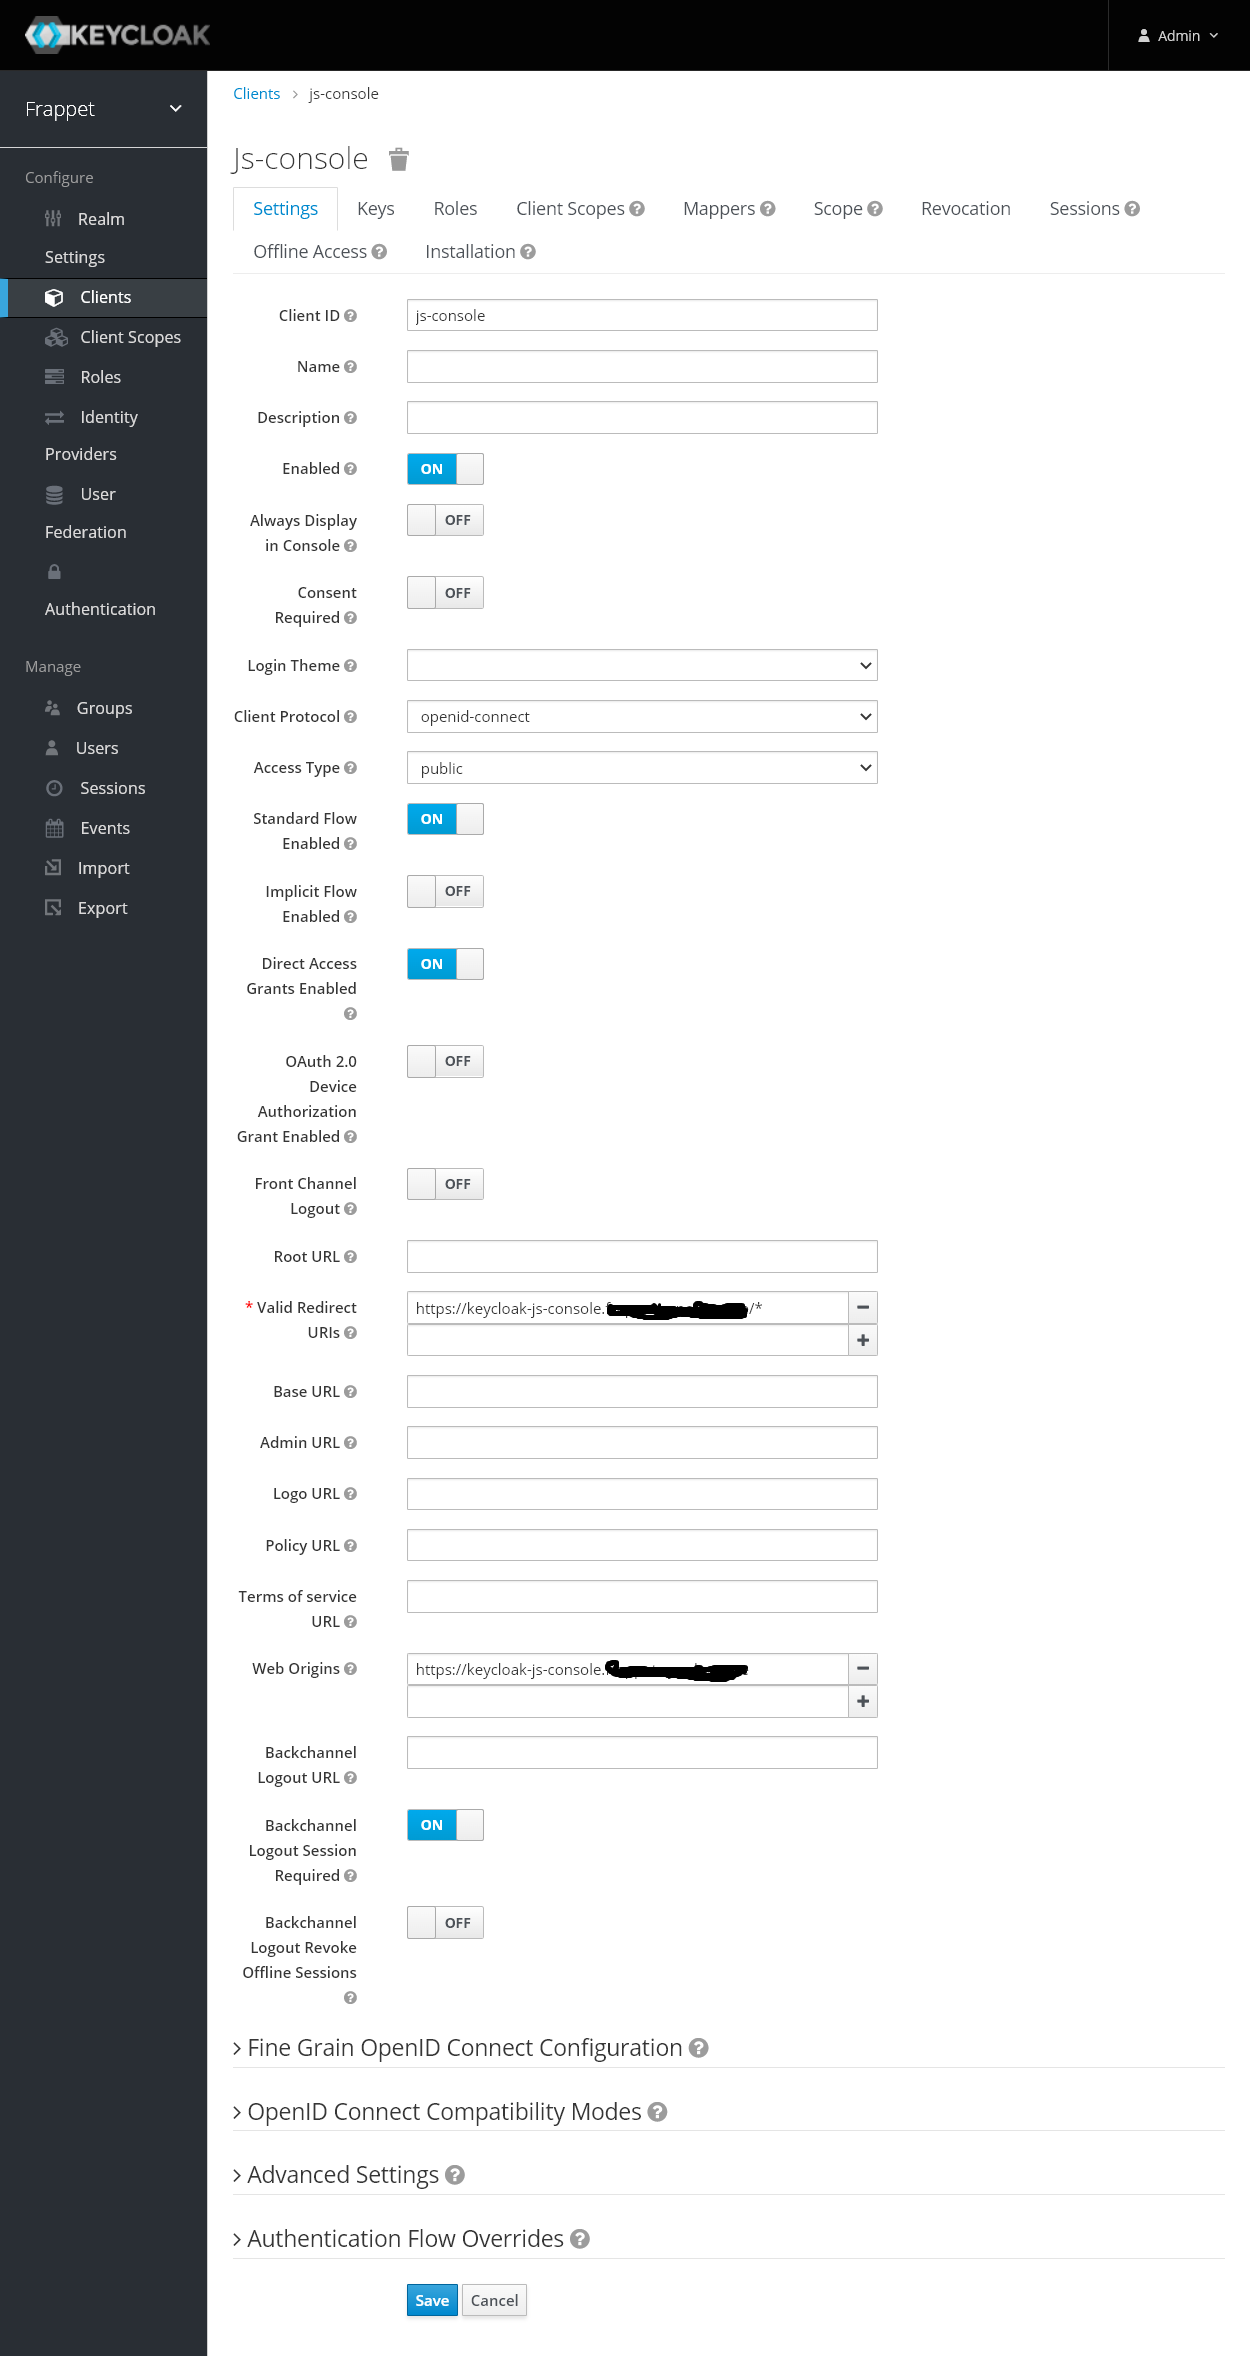 KEYCLOAK
Admin
Frappet
Configure
Realm
Settings
Clients
Client Scopes
Roles
Identity
Providers
User
Federation
Authentication
Manage
Groups
Users
Sessions
Events
Import
Export
Clients > js-console
Js-console
Settings Keys Roles Client Scopes Mappers Scope Revocation Sessions
Offline Access Installation
Client ID js-console
Name
Description
Enabled ON
Always Display OFF
in Console
Consent OFF
Required
Login Theme
Client Protocol openid-connect
Access Type public
Standard Flow ON
Enabled
Implicit Flow OFF
Enabled
Direct Access ON
Grants Enabled
OAuth 2.0 OFF
Device
Authorization
Grant Enabled
Front Channel OFF
Logout
Root URL
* Valid Redirect https://keycloak-js-console. /*
URIs
Base URL
Admin URL
Logo URL
Policy URL
Terms of service
URL
Web Origins https://keycloak-js-console.
Backchannel
Logout URL
Backchannel ON
Logout Session
Required
Backchannel OFF
Logout Revoke
Offline Sessions
Fine Grain OpenID Connect Configuration
OpenID Connect Compatibility Modes
Advanced Settings
Authentication Flow Overrides
Save Cancel